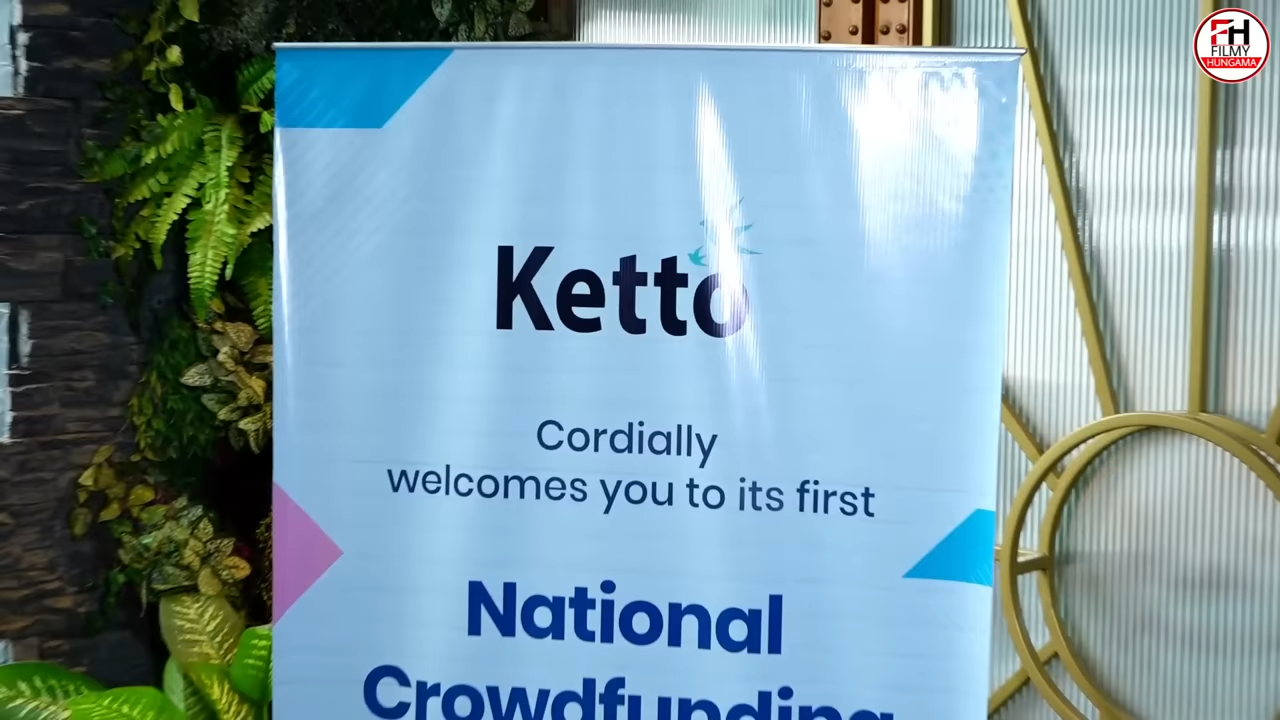 FH
FILMY
HUNGAMA
Ketto
Cordially
welcomes you to its first
National
Crowdfunding